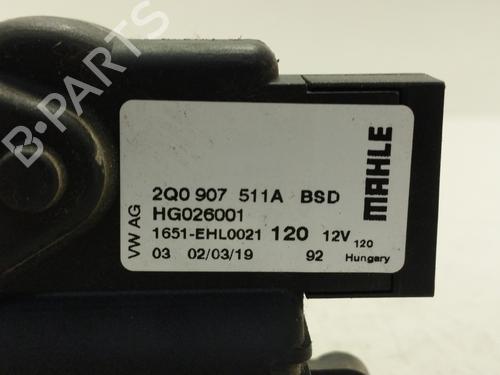 2Q0 907 511A BSD
HG026001
1651-EHL0021 120 12V 120
03 02/03/19 92 Hungary
VW AG
MAHLE
B-PARTS